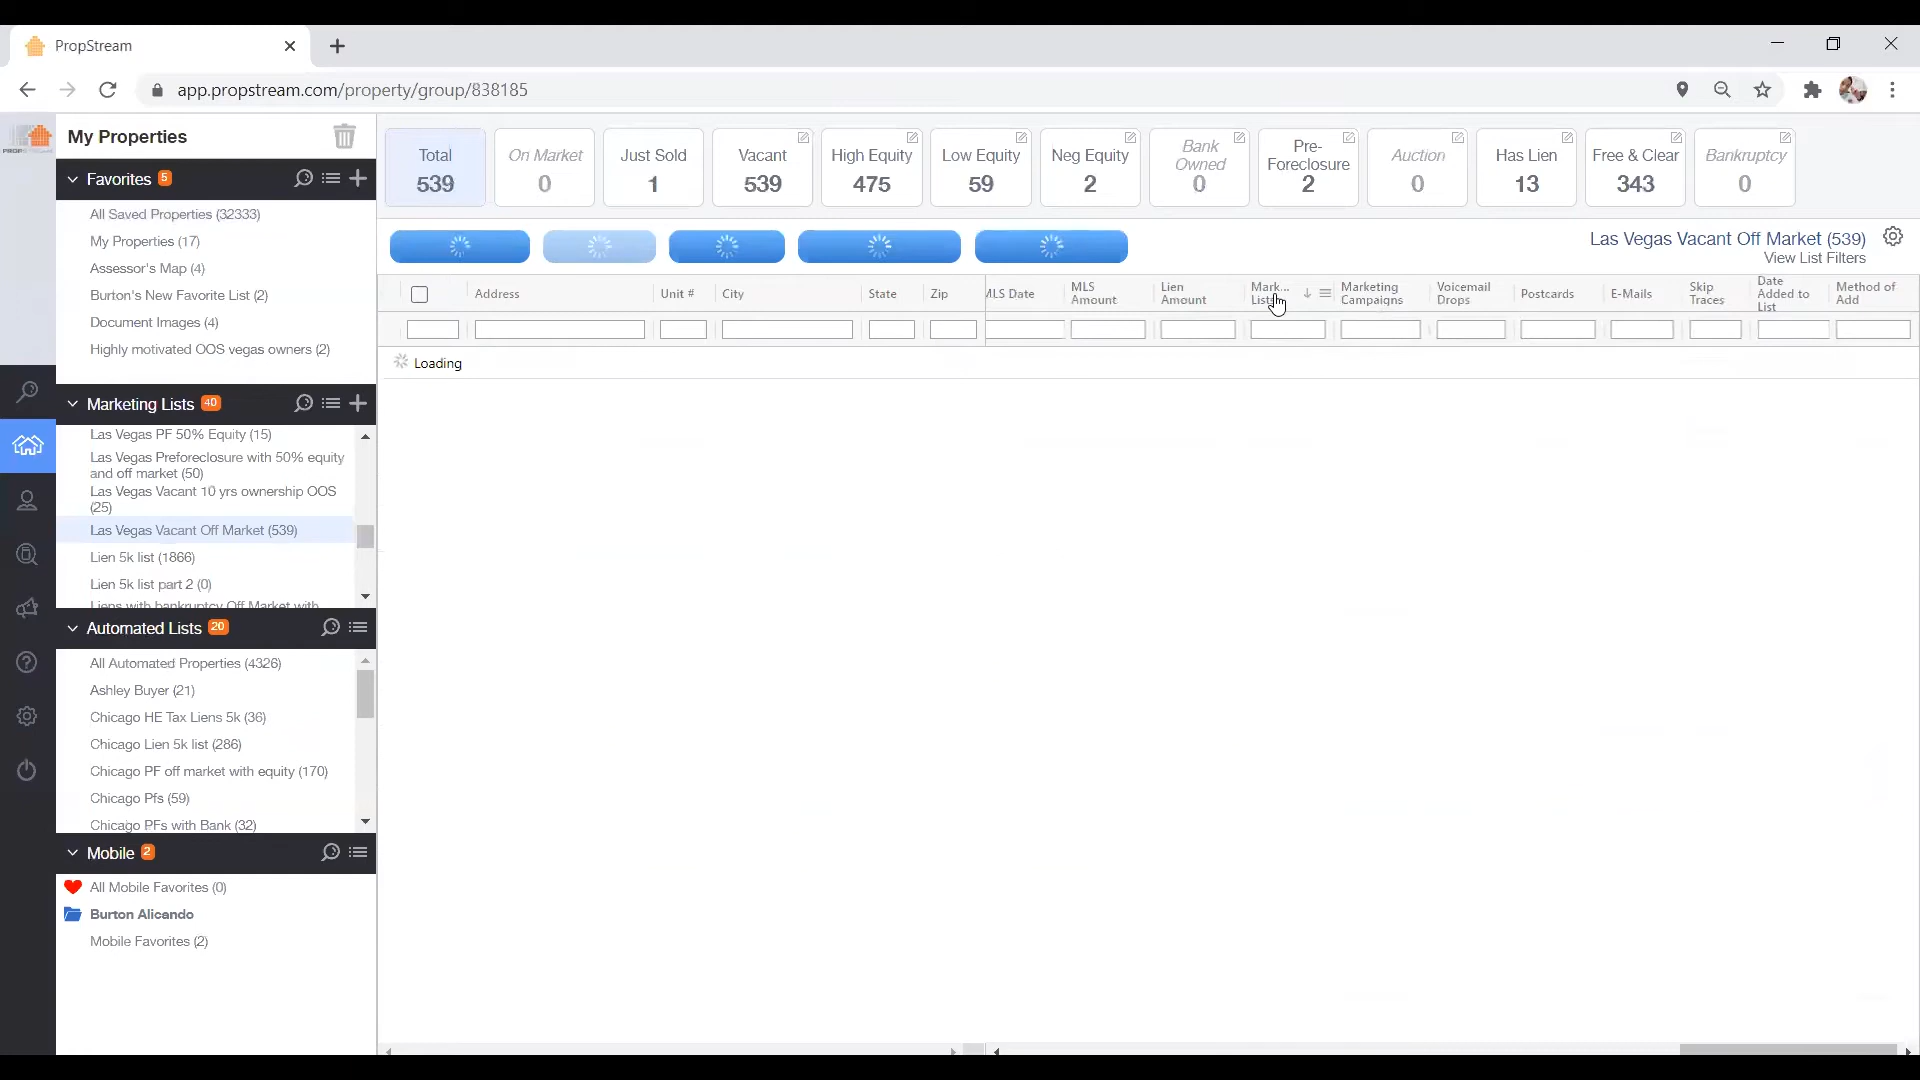 PropStream
app.propstream.com/property/group/838185
My Properties
Favorites 5
All Saved Properties (32333)
My Properties (17)
Assessor's Map (4)
Burton's New Favorite List (2)
Document Images (4)
Highly motivated OOS vegas owners (2)
Marketing Lists 40
Las Vegas PF 50% Equity (15)
Las Vegas Preforeclosure with 50% equity
and off market (50)
Las Vegas Vacant 10 yrs ownership OOS
(25)
Las Vegas Vacant Off Market (539)
Lien 5k list (1866)
Lien 5k list part 2 (0)
Liens with bankruptcy Off Market with
Automated Lists 20
All Automated Properties (4326)
Ashley Buyer (21)
Chicago HE Tax Liens 5k (36)
Chicago Lien 5k list (286)
Chicago PF off market with equity (170)
Chicago Pfs (59)
Chicago PFs with Bank (32)
Mobile 2
All Mobile Favorites (0)
Burton Alicando
Mobile Favorites (2)
Total
539
On Market
0
Just Sold
1
Vacant
539
High Equity
475
Low Equity
59
Neg Equity
2
Bank
Owned
0
Pre-
Foreclosure
2
Auction
0
Has Lien
13
Free & Clear
343
Bankruptcy
0
Las Vegas Vacant Off Market (539)
View List Filters
Address
Unit #
City
State
Zip
MLS Date
MLS
Amount
Lien
Amount
Mark...
Lists
Marketing
Campaigns
Voicemail
Drops
Postcards
E-Mails
Skip
Traces
Date
Added to
List
Method of
Add
Loading